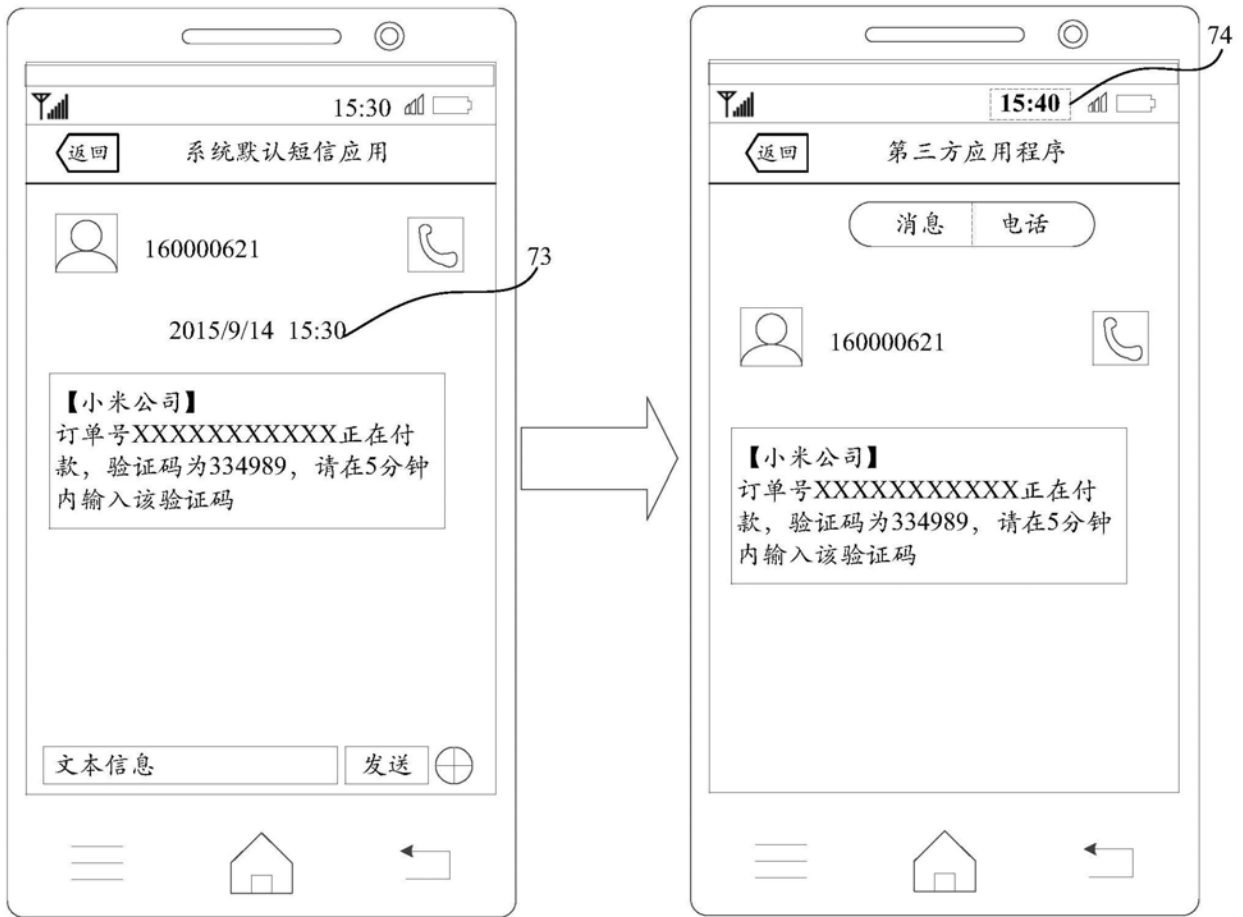 15:30
返回
系统默认短信应用
160000621
73
2015/9/14 15:30
【小米公司】
订单号XXXXXXXXXXX正在付
款，验证码为334989，请在5分钟
内输入该验证码
文本信息
发送
74
15:40
返回
第三方应用程序
消息
电话
160000621
【小米公司】
订单号XXXXXXXXXXX正在付
款，验证码为334989，请在5分钟
内输入该验证码